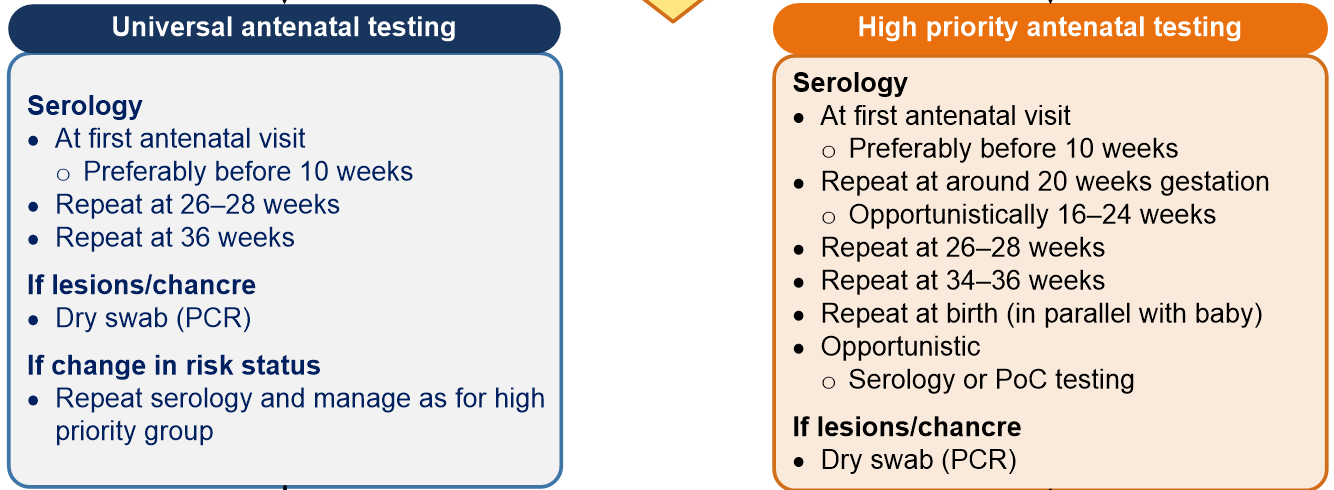 Universal antenatal testing
Serology
• At first antenatal visit
o Preferably before 10 weeks
• Repeat at 26–28 weeks
• Repeat at 36 weeks
If lesions/chancre
• Dry swab (PCR)
If change in risk status
• Repeat serology and manage as for high
priority group
High priority antenatal testing
Serology
• At first antenatal visit
o Preferably before 10 weeks
• Repeat at around 20 weeks gestation
o Opportunistically 16–24 weeks
• Repeat at 26–28 weeks
• Repeat at 34–36 weeks
• Repeat at birth (in parallel with baby)
• Opportunistic
o Serology or PoC testing
If lesions/chancre
• Dry swab (PCR)